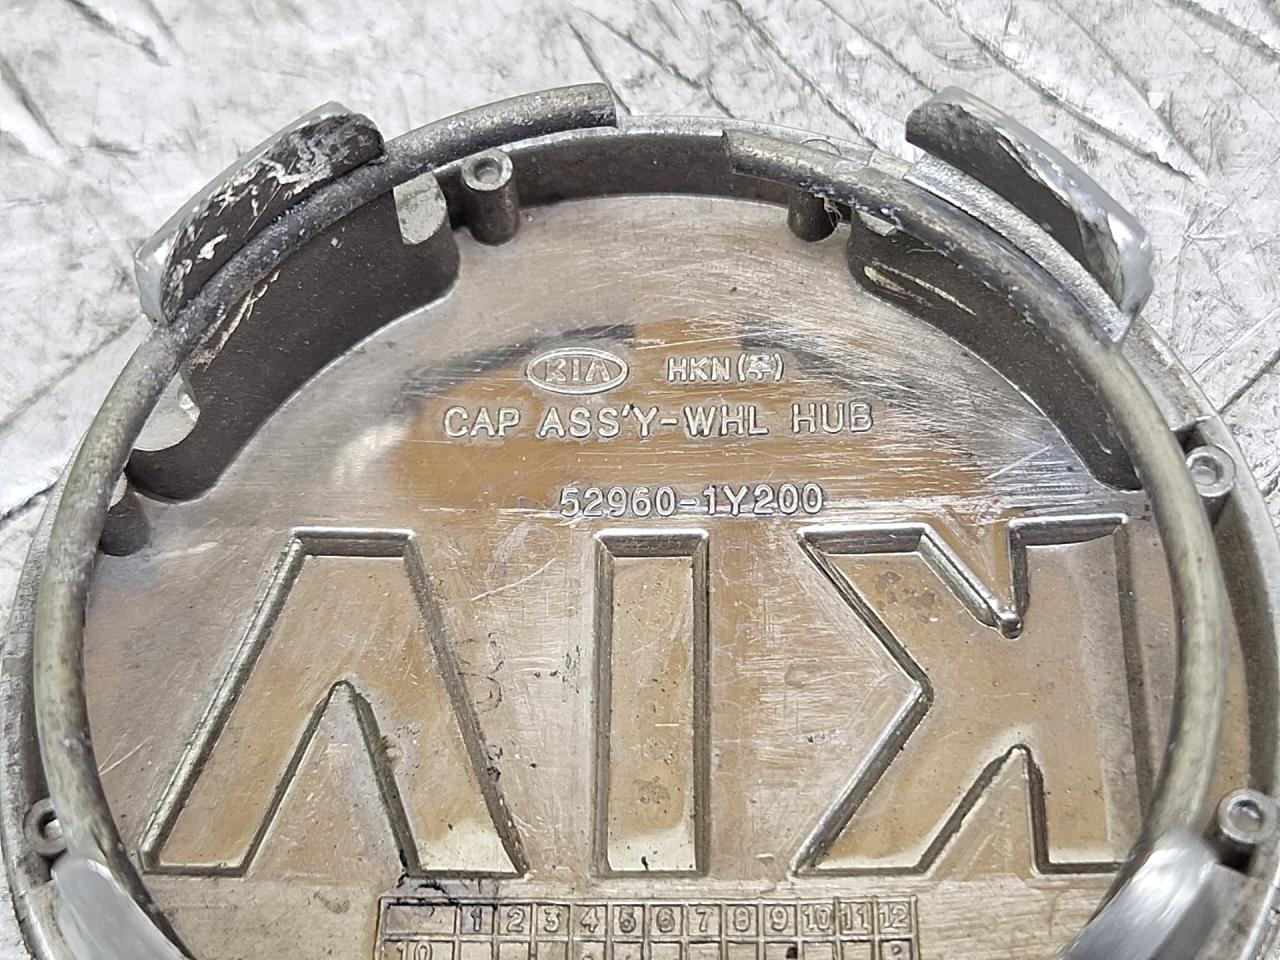 KIA HKN(주)
CAP ASS'Y-WHL HUB
52960-1Y200
KIA
1 2 3 4 5 6 7 8 9 10 11 12
10